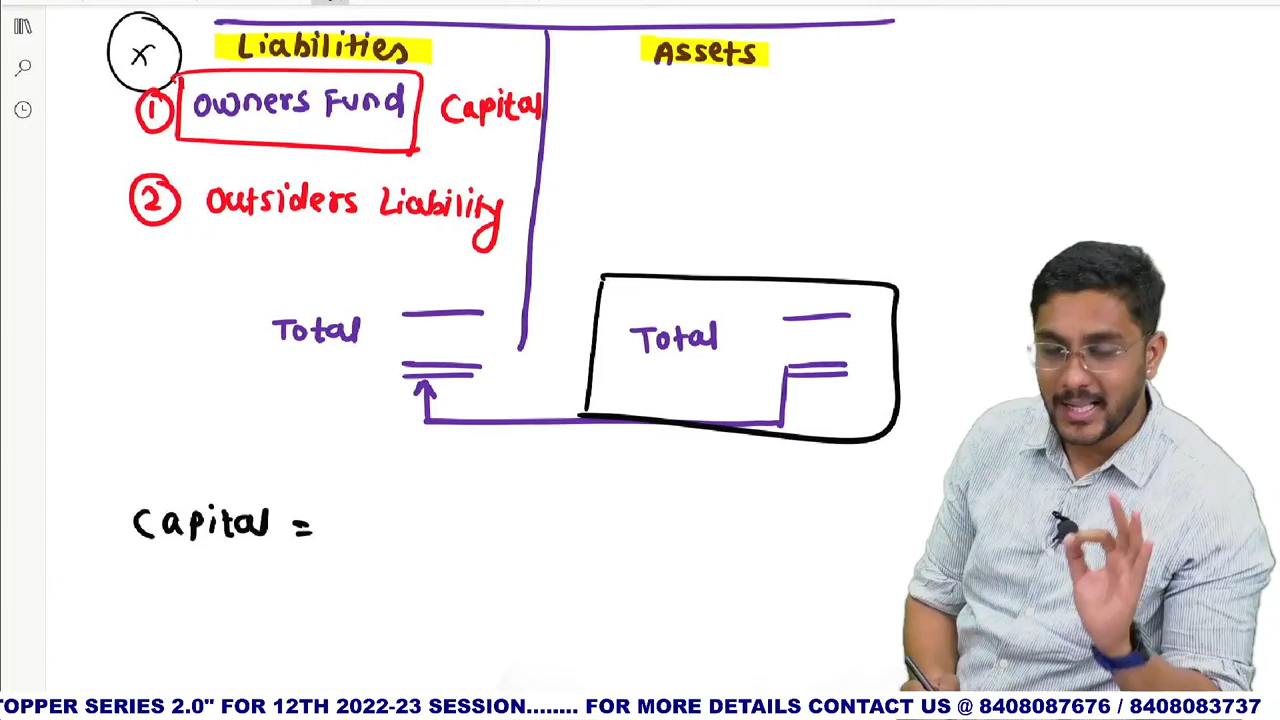 x Liabilities Assets
1 Owners Fund Capital
2 Outsiders Liability
Total Total
Capital =
TOPPER SERIES 2.0" FOR 12TH 2022-23 SESSION........ FOR MORE DETAILS CONTACT US @ 8408087676 / 8408083737